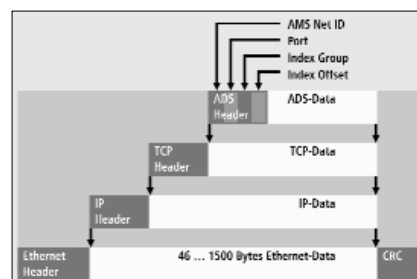 AMS Net ID
Port
Index Group
Index Offset
ADS Header
ADS-Data
TCP Header
TCP-Data
IP Header
IP-Data
Ethernet Header
46 ... 1500 Bytes Ethernet-Data
CRC